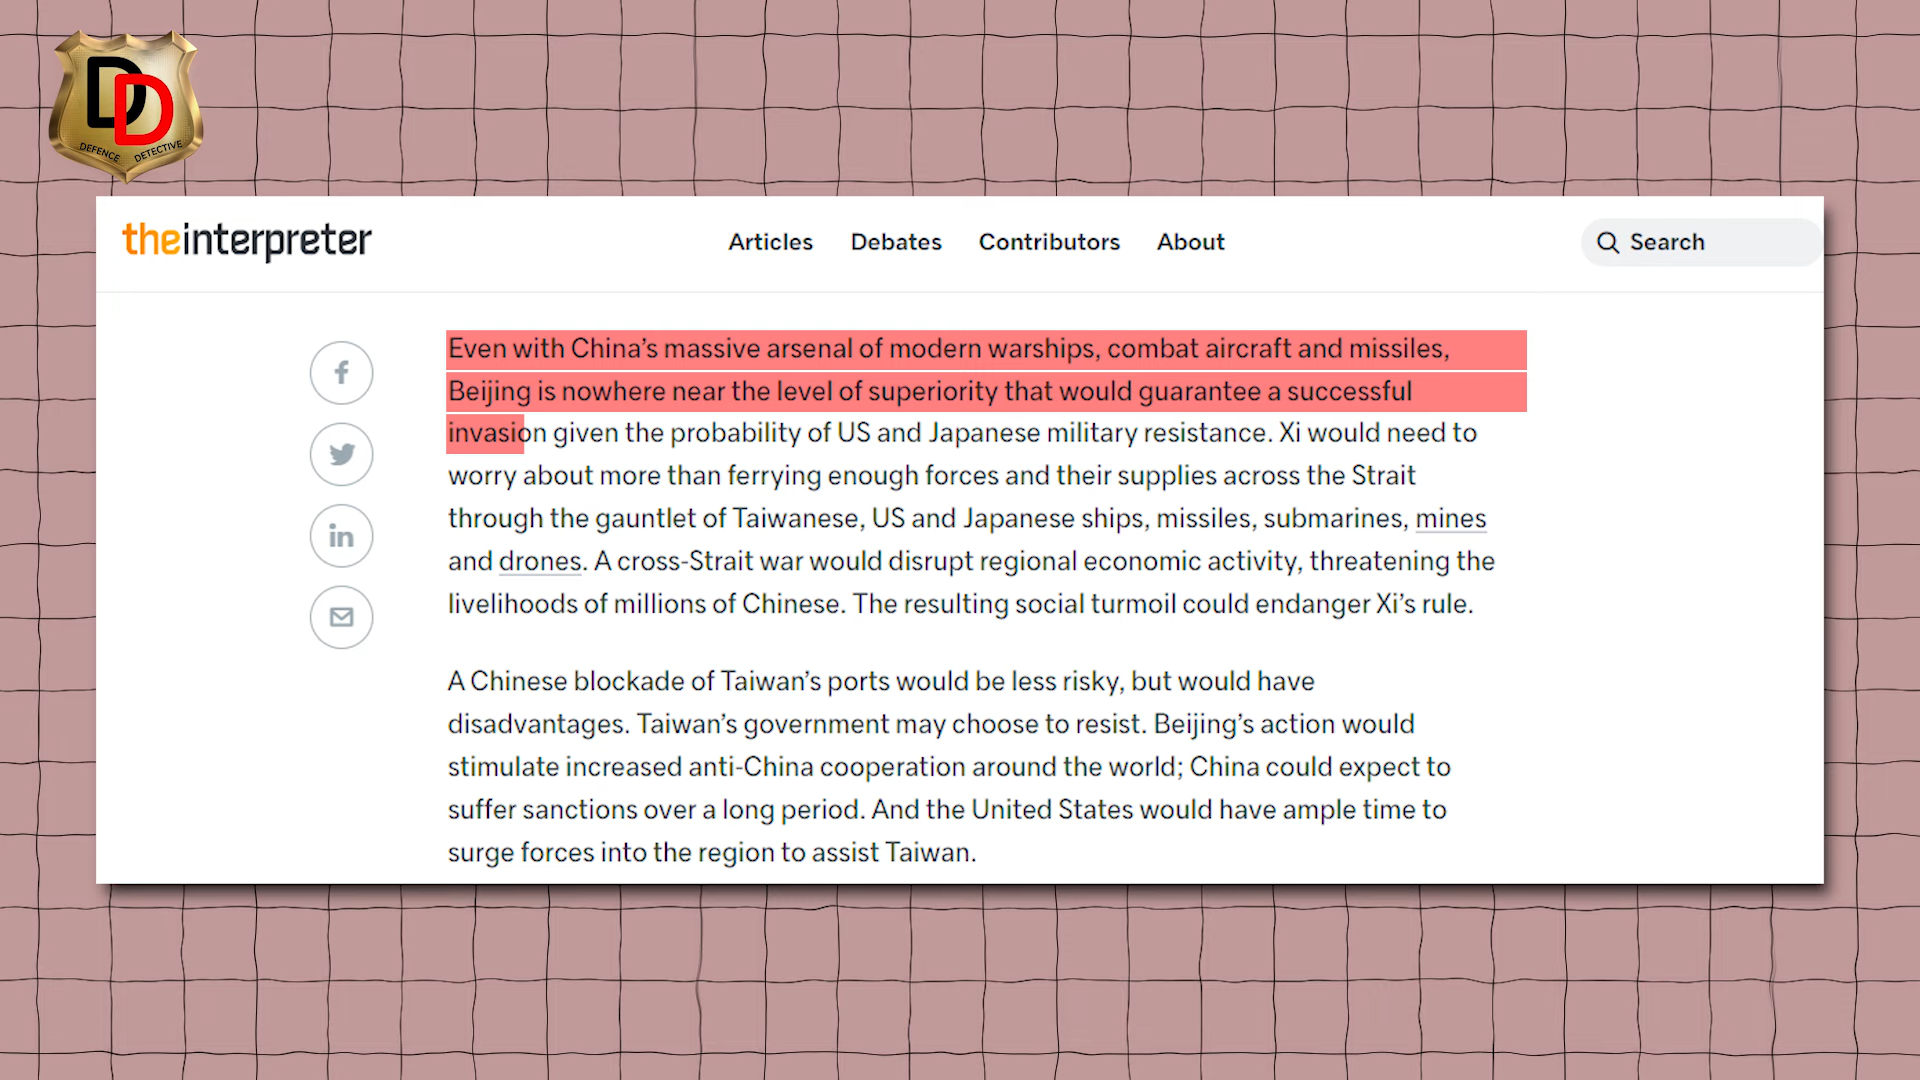 DD
DEFENCE DETECTIVE
theinterpreter
Articles Debates Contributors About
Search
Even with China’s massive arsenal of modern warships, combat aircraft and missiles,
Beijing is nowhere near the level of superiority that would guarantee a successful
invasion given the probability of US and Japanese military resistance. Xi would need to
worry about more than ferrying enough forces and their supplies across the Strait
through the gauntlet of Taiwanese, US and Japanese ships, missiles, submarines, mines
and drones. A cross-Strait war would disrupt regional economic activity, threatening the
livelihoods of millions of Chinese. The resulting social turmoil could endanger Xi’s rule.
A Chinese blockade of Taiwan’s ports would be less risky, but would have
disadvantages. Taiwan’s government may choose to resist. Beijing’s action would
stimulate increased anti-China cooperation around the world; China could expect to
suffer sanctions over a long period. And the United States would have ample time to
surge forces into the region to assist Taiwan.